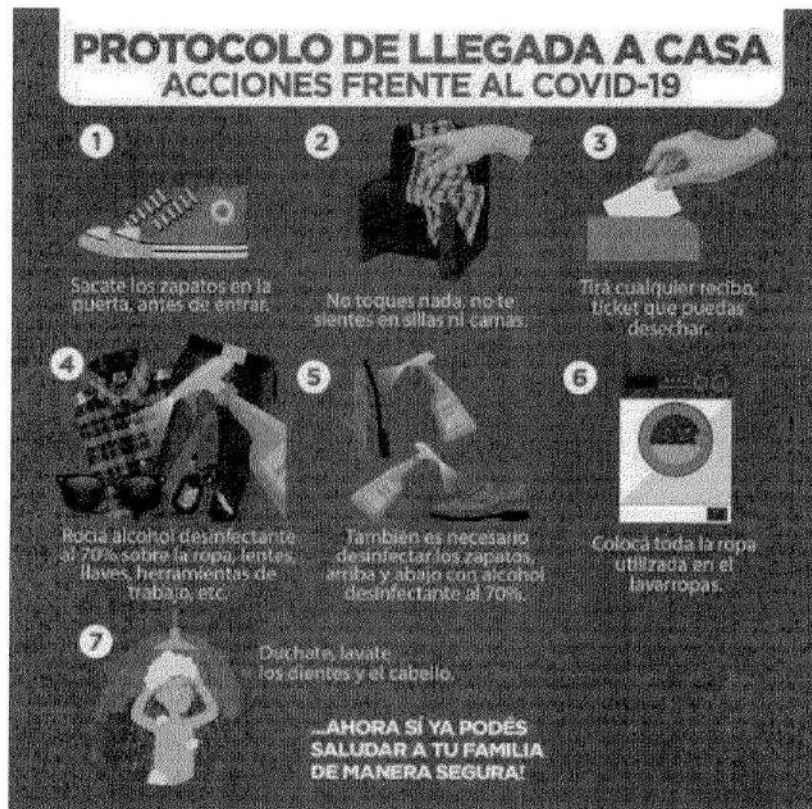 PROTOCOLO DE LLEGADA A CASA
ACCIONES FRENTE AL COVID-19
1
Sacate los zapatos en la
puerta, antes de entrar.
2
No toques nada, no te
sientes en sillas ni camas.
3
Tirá cualquier recibo,
ticket que puedas
desechar.
4
Rocía alcohol desinfectante
al 70% sobre la ropa, lentes,
llaves, herramientas de
trabajo, etc.
5
También es necesario
desinfectar los zapatos,
arriba y abajo con alcohol
desinfectante al 70%.
6
Colocá toda la ropa
utilizada en el
lavarropas.
7
Duchate, lavate
los dientes y el cabello.
...AHORA SÍ YA PODÉS
SALUDAR A TU FAMILIA
DE MANERA SEGURA!